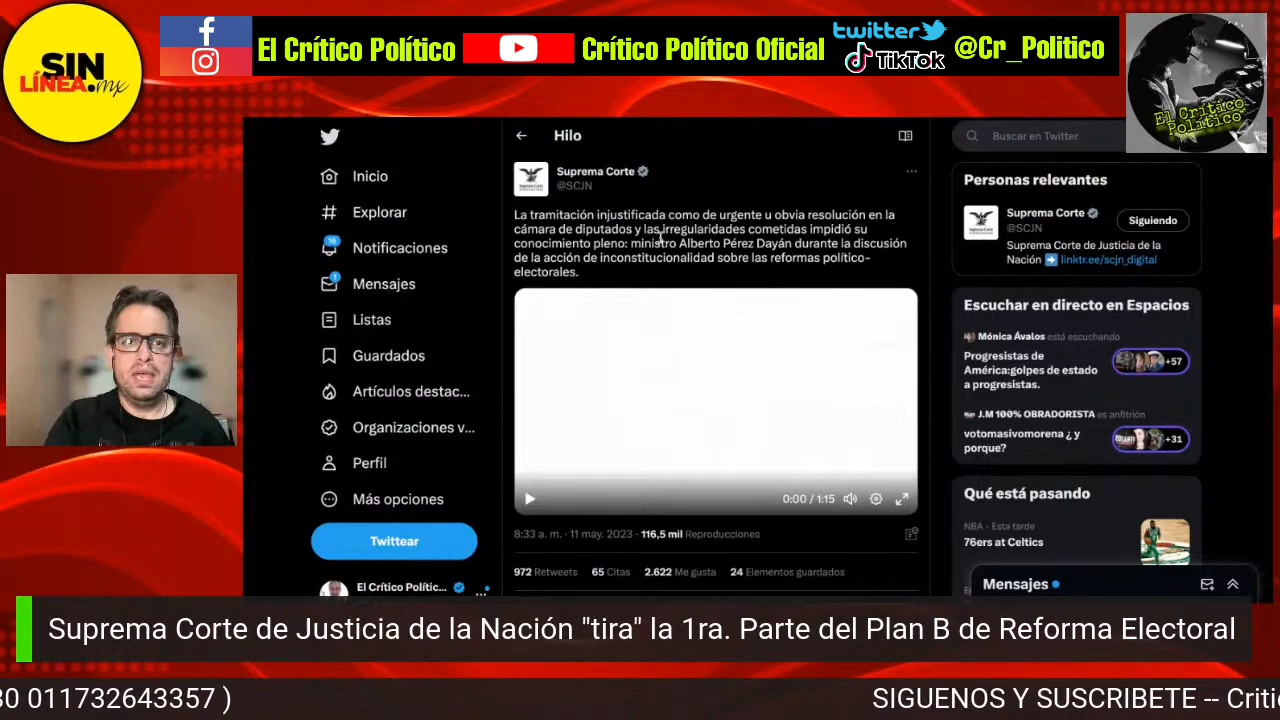 SIN
LÍNEA.mx
El Crítico Político
Crítico Político Oficial
twitter
TikTok
@Cr_Politico
El Crítico
Político
Inicio
Explorar
16
Notificaciones
1
Mensajes
Listas
Guardados
Artículos destac...
Organizaciones v...
Perfil
Más opciones
Twittear
El Crítico Polític...
Hilo
Suprema Corte
@SCJN
La tramitación injustificada como de urgente u obvia resolución en la
cámara de diputados y las irregularidades cometidas impidió su
conocimiento pleno: ministro Alberto Pérez Dayán durante la discusión
de la acción de inconstitucionalidad sobre las reformas político-
electorales.
0:00 / 1:15
8:33 a. m. · 11 may. 2023 · 116,5 mil Reproducciones
972 Retweets 65 Citas 2.622 Me gusta 24 Elementos guardados
Buscar en Twitter
Personas relevantes
Suprema Corte
@SCJN
Siguiendo
Suprema Corte de Justicia de la
Nación ➡️ linktr.ee/scjn_digital
Escuchar en directo en Espacios
Mónica Ávalos está escuchando
Progresistas de
América:golpes de estado
a progresistas.
+57
J.M 100% OBRADORISTA es anfitrión
votomasivomorena ¿ y
porque?
+31
Qué está pasando
NBA · Esta tarde
76ers at Celtics
Mensajes
Suprema Corte de Justicia de la Nación "tira" la 1ra. Parte del Plan B de Reforma Electoral
30 011732643357 )
SIGUENOS Y SUSCRIBETE -- Critic